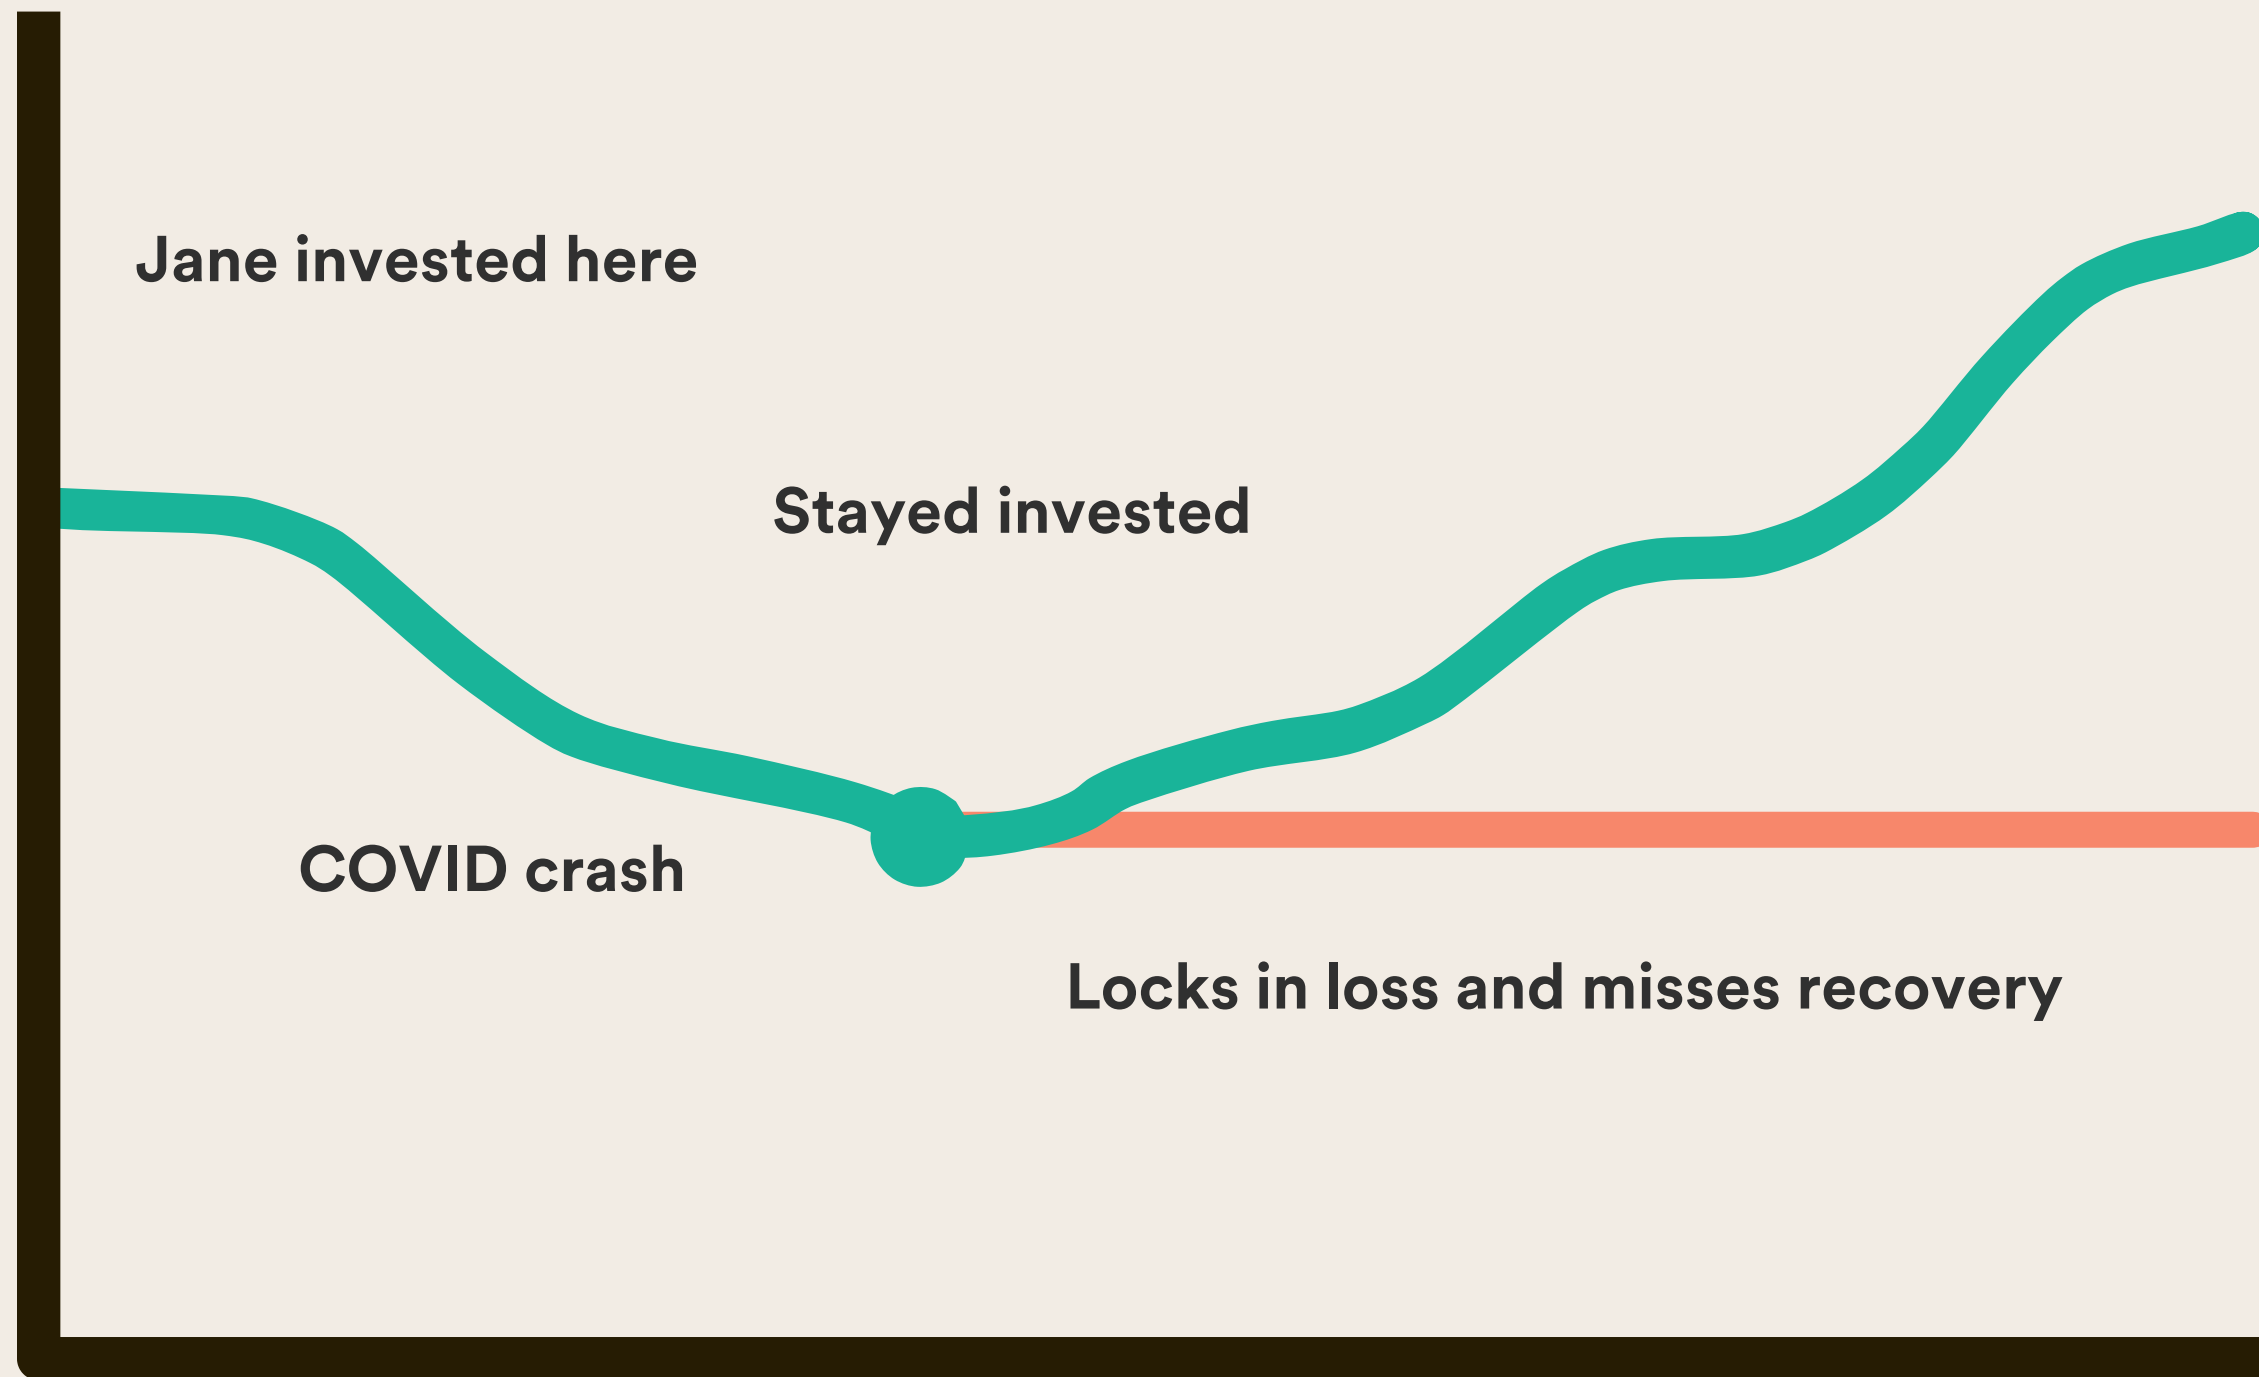 Jane invested here
Stayed invested
COVID crash
Locks in loss and misses recovery